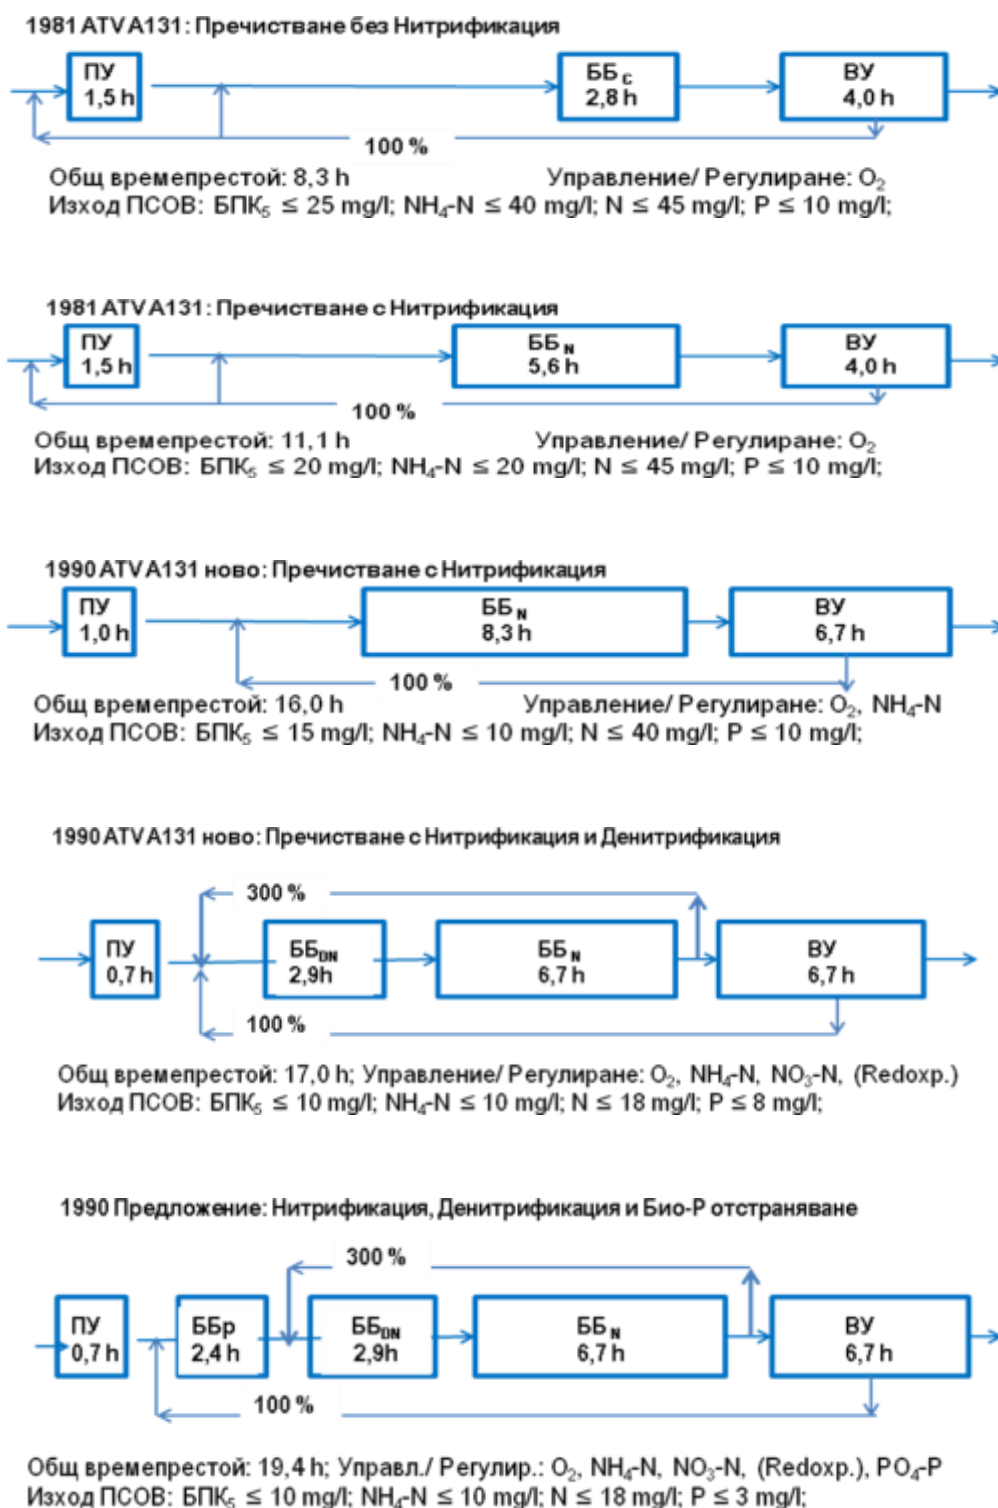 1981 ATV A131: Пречистване без Нитрификация
ПУ
1,5 h
ББ C
2,8 h
ВУ
4,0 h
100 %
Общ времепрестой: 8,3 h Управление/ Регулиране: O₂
Изход ПСОВ: БПК₅ ≤ 25 mg/l; NH₄-N ≤ 40 mg/l; N ≤ 45 mg/l; P ≤ 10 mg/l;
1981 ATV A131: Пречистване с Нитрификация
ПУ
1,5 h
ББ N
5,6 h
ВУ
4,0 h
100 %
Общ времепрестой: 11,1 h Управление/ Регулиране: O₂
Изход ПСОВ: БПК₅ ≤ 20 mg/l; NH₄-N ≤ 20 mg/l; N ≤ 45 mg/l; P ≤ 10 mg/l;
1990 ATV A131 ново: Пречистване с Нитрификация
ПУ
1,0 h
ББ N
8,3 h
ВУ
6,7 h
100 %
Общ времепрестой: 16,0 h Управление/ Регулиране: O₂, NH₄-N
Изход ПСОВ: БПК₅ ≤ 15 mg/l; NH₄-N ≤ 10 mg/l; N ≤ 40 mg/l; P ≤ 10 mg/l;
1990 ATV A131 ново: Пречистване с Нитрификация и Денитрификация
300 %
ПУ
0,7 h
ББDN
2,9h
ББ N
6,7 h
ВУ
6,7 h
100 %
Общ времепрестой: 17,0 h; Управление/ Регулиране: O₂, NH₄-N, NO₃-N, (Redoxp.)
Изход ПСОВ: БПК₅ ≤ 10 mg/l; NH₄-N ≤ 10 mg/l; N ≤ 18 mg/l; P ≤ 8 mg/l;
1990 Предложение: Нитрификация, Денитрификация и Био-P отстраняване
300 %
ПУ
0,7 h
ББр
2,4 h
ББDN
2,9h
ББ N
6,7 h
ВУ
6,7 h
100 %
Общ времепрестой: 19,4 h; Управл./ Регулир.: O₂, NH₄-N, NO₃-N, (Redoxp.), PO₄-P
Изход ПСОВ: БПК₅ ≤ 10 mg/l; NH₄-N ≤ 10 mg/l; N ≤ 18 mg/l; P ≤ 3 mg/l;